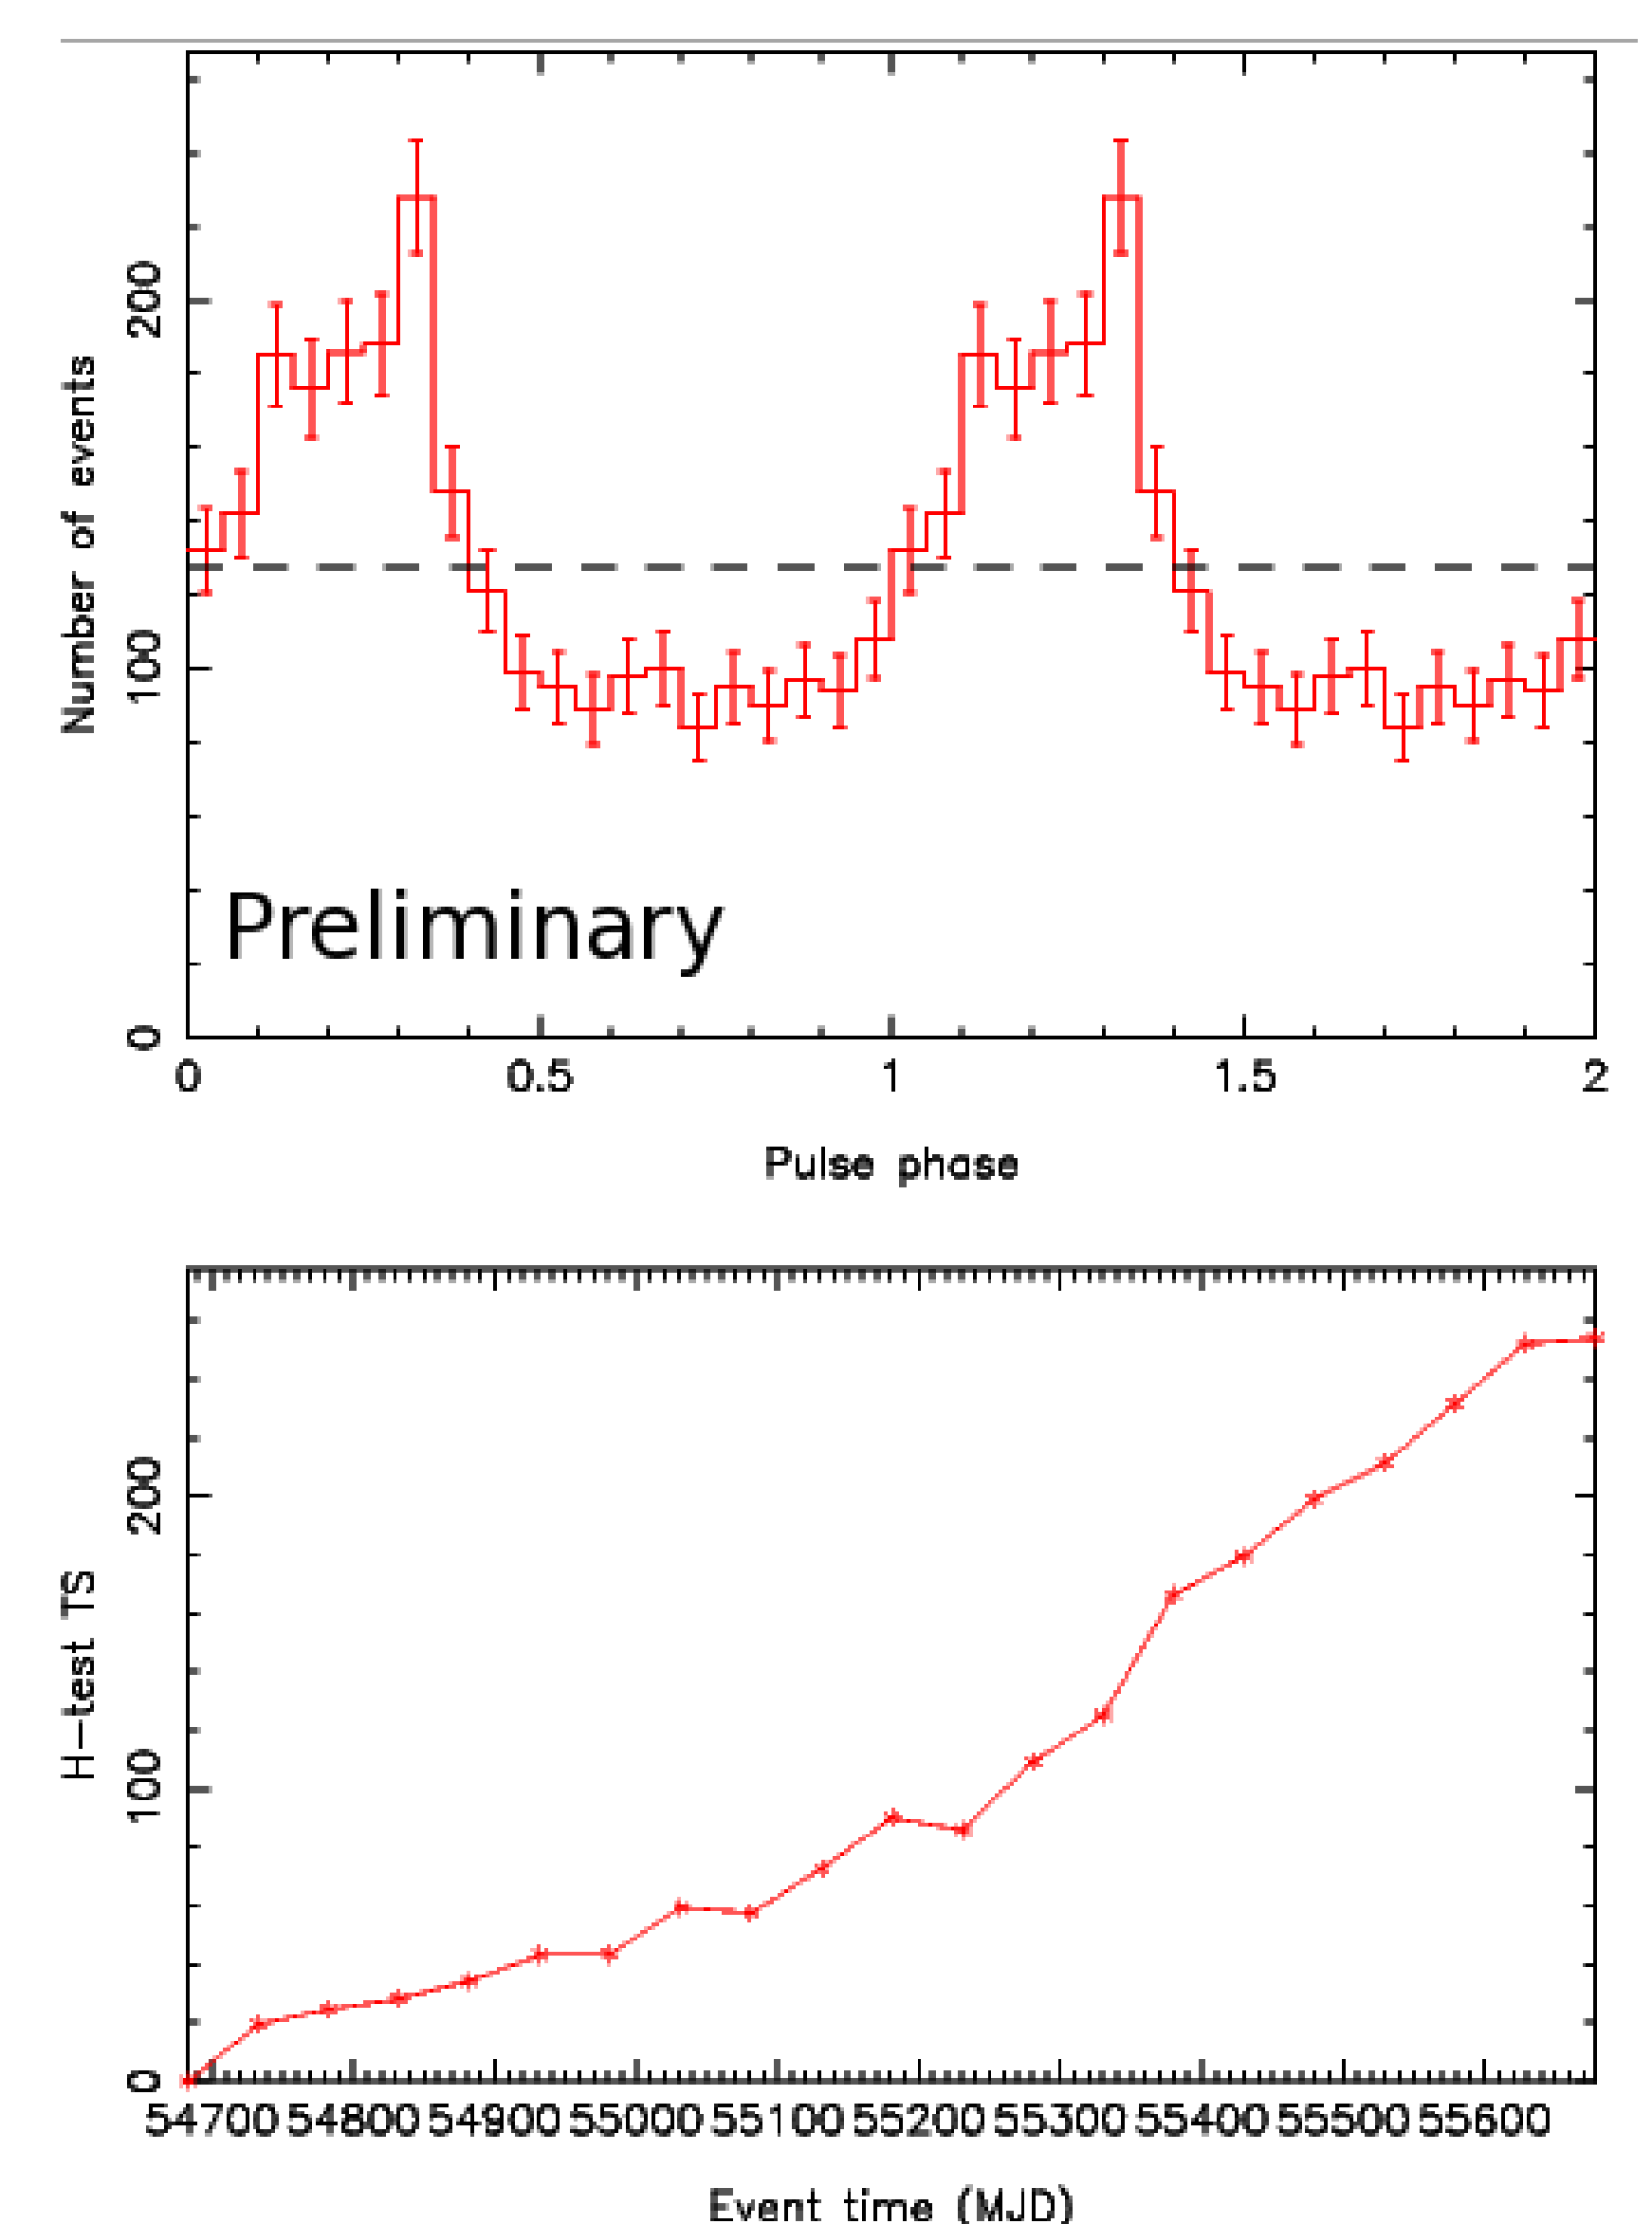 200
Number of events
100
Preliminary
0
0 0.5 1 1.5 2
Pulse phase
200
H-test TS
100
0
54700 54800 54900 55000 55100 55200 55300 55400 55500 55600
Event time (MJD)